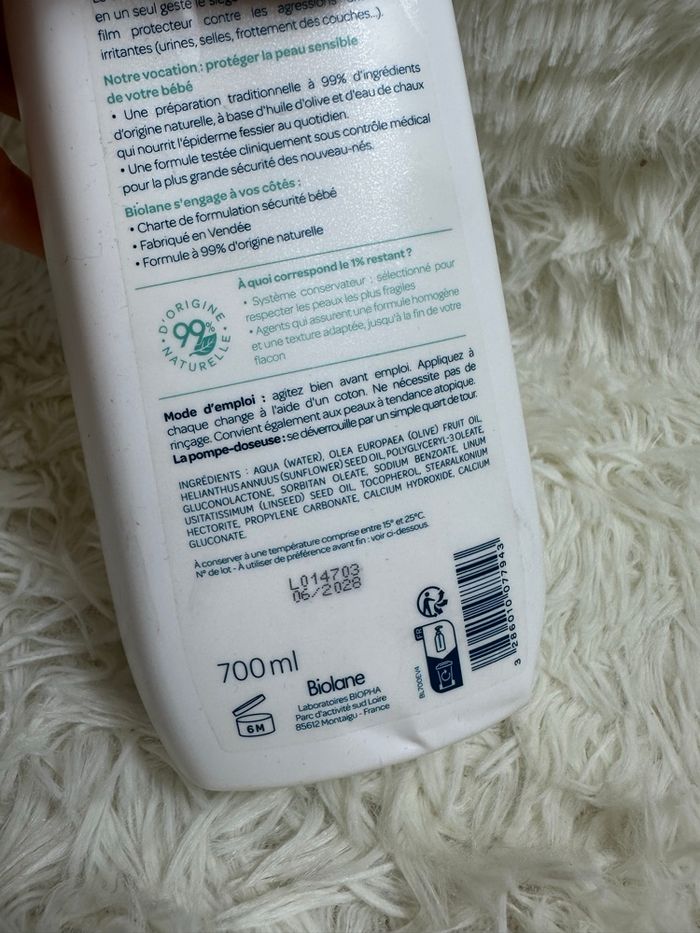 en un seul geste le siège
film protecteur contre les agressions
irritantes (urines, selles, frottement des couches...).
Notre vocation : protéger la peau sensible
de votre bébé
• Une préparation traditionnelle à 99% d'ingrédients
d'origine naturelle, à base d'huile d'olive et d'eau de chaux
qui nourrit l'épiderme fessier au quotidien.
• Une formule testée cliniquement sous contrôle médical
pour la plus grande sécurité des nouveau-nés.
Biolane s'engage à vos côtés :
• Charte de formulation sécurité bébé
• Fabriqué en Vendée
• Formule à 99% d'origine naturelle
D'ORIGINE
99%
NATURELLE
À quoi correspond le 1% restant ?
• Système conservateur : sélectionné pour
respecter les peaux les plus fragiles
• Agents qui assurent une formule homogène
et une texture adaptée, jusqu'à la fin de votre
flacon
Mode d'emploi : agitez bien avant emploi. Appliquez à
chaque change à l'aide d'un coton. Ne nécessite pas de
rinçage. Convient également aux peaux à tendance atopique.
La pompe-doseuse : se déverrouille par un simple quart de tour.
INGRÉDIENTS : AQUA (WATER), OLEA EUROPAEA (OLIVE) FRUIT OIL,
HELIANTHUS ANNUUS (SUNFLOWER) SEED OIL, POLYGLYCERYL-3 OLEATE,
GLUCONOLACTONE, SORBITAN OLEATE, SODIUM BENZOATE, LINUM
USITATISSIMUM (LINSEED) SEED OIL, TOCOPHEROL, STEARALKONIUM
HECTORITE, PROPYLENE CARBONATE, CALCIUM HYDROXIDE, CALCIUM
GLUCONATE.
À conserver à une température comprise entre 15° et 25°C.
N° de lot - À utiliser de préférence avant fin : voir ci-dessous.
L014703
06/2028
700 ml
6M
Biolane
Laboratoires BIOPHA
Parc d'activité sud Loire
85612 Montaigu - France
BL700EV4
FR
3 286010 077943